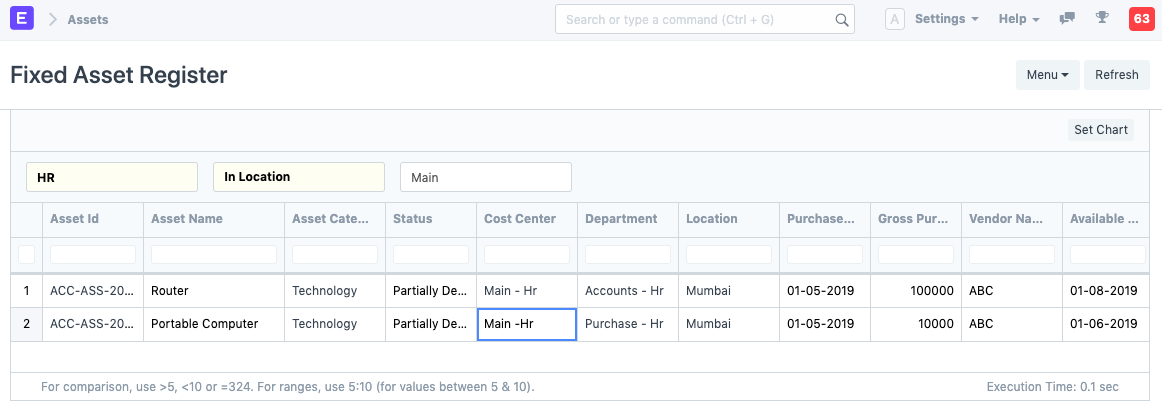 E Assets Search or type a command (Ctrl + G) A Settings Help 63
Fixed Asset Register Menu Refresh
Set Chart
HR In Location Main
Asset Id Asset Name Asset Cate... Status Cost Center Department Location Purchase... Gross Pur... Vendor Na... Available ...
1 ACC-ASS-20... Router Technology Partially De... Main - Hr Accounts - Hr Mumbai 01-05-2019 100000 ABC 01-08-2019
2 ACC-ASS-20... Portable Computer Technology Partially De... Main -Hr Purchase - Hr Mumbai 01-05-2019 10000 ABC 01-06-2019
For comparison, use >5, <10 or =324. For ranges, use 5:10 (for values between 5 & 10). Execution Time: 0.1 sec